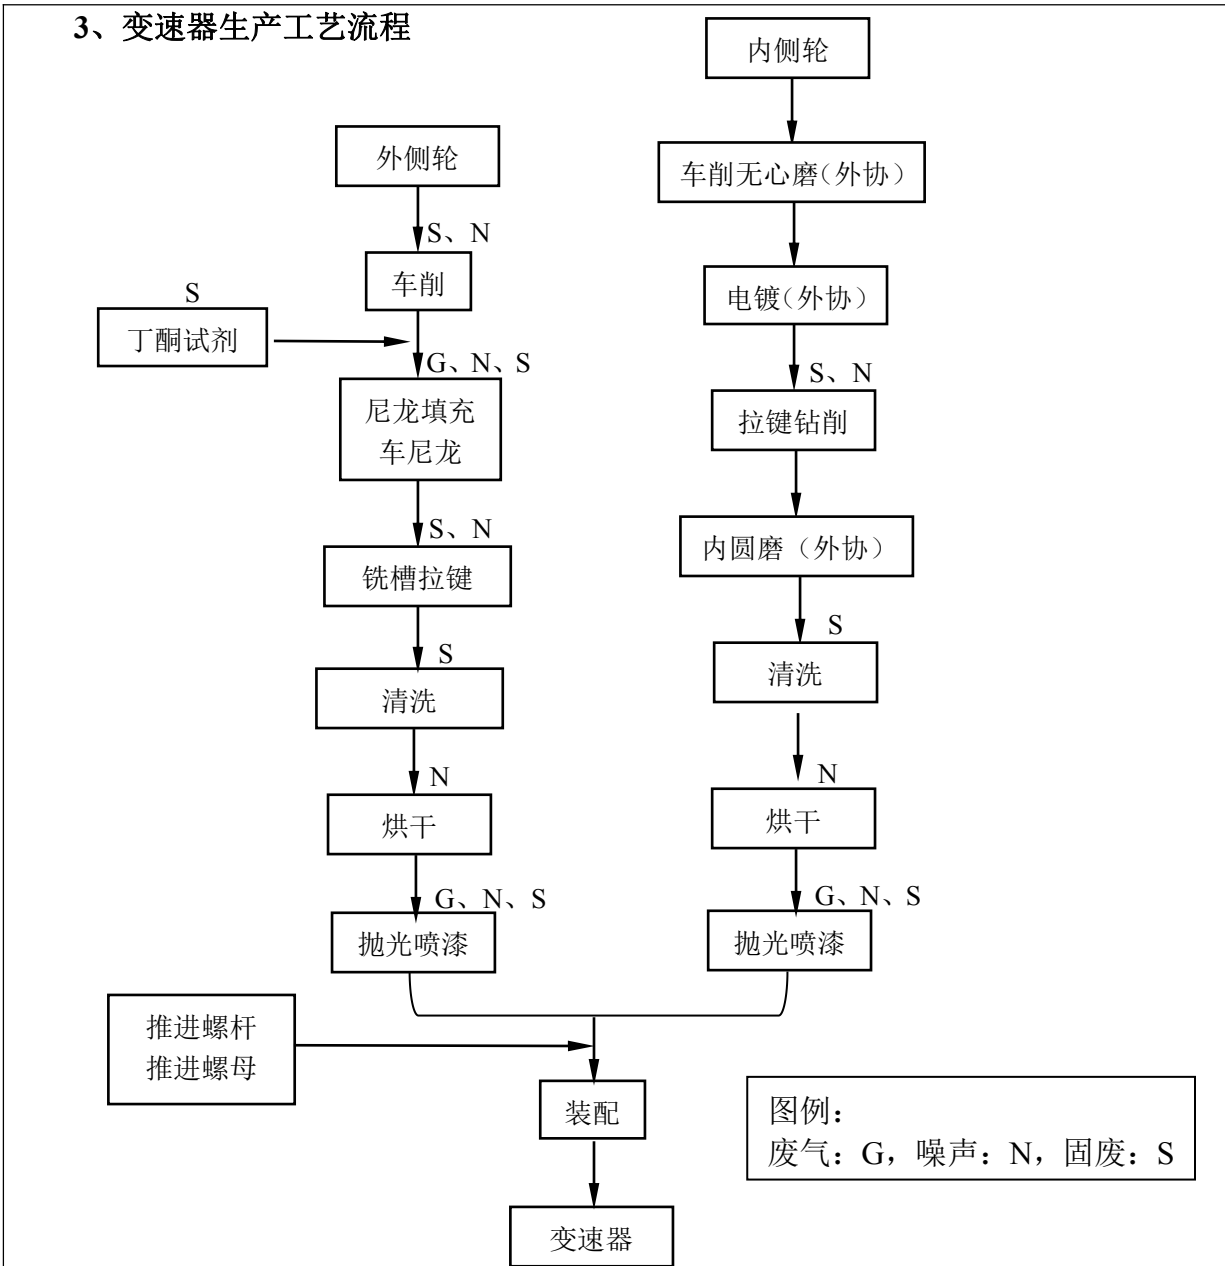 3、变速器生产工艺流程
内侧轮
外侧轮
车削无心磨（外协）
S、N
车削
电镀（外协）
S
丁酮试剂
G、N、S
S、N
尼龙填充
车尼龙
拉键钻削
S、N
铣槽拉键
内圆磨（外协）
S
S
清洗
清洗
N
N
烘干
烘干
G、N、S
G、N、S
抛光喷漆
抛光喷漆
推进螺杆
推进螺母
装配
图例：
废气：G，噪声：N，固废：S
变速器